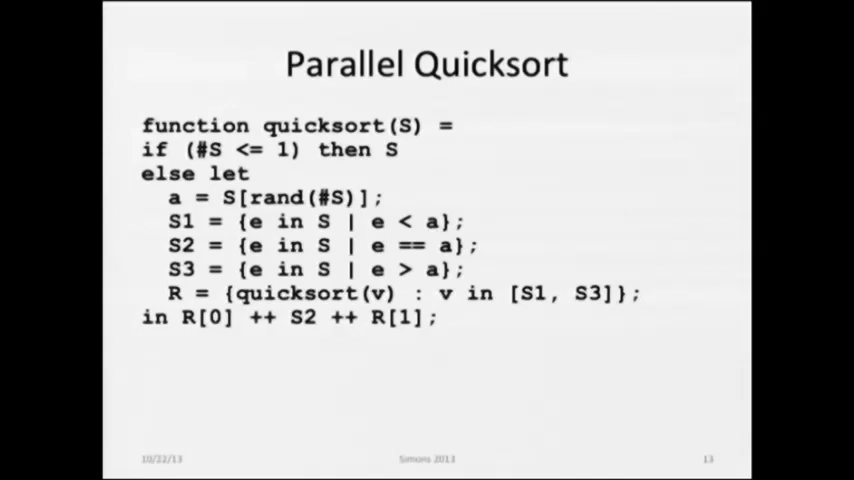 Parallel Quicksort
function quicksort(S) =
if (#S <= 1) then S
else let
a = S[rand(#S)];
S1 = {e in S | e < a};
S2 = {e in S | e == a};
S3 = {e in S | e > a};
R = {quicksort(v) : v in [S1, S3]};
in R[0] ++ S2 ++ R[1];
10/22/13
Simons 2013
13